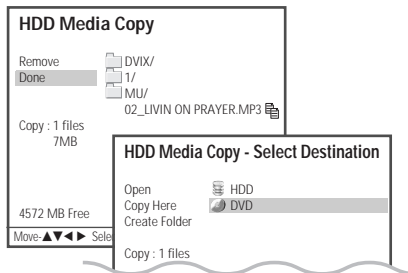 HDD Media Copy
Remove
Done
DVIX/
1/
MU/
02_LIVIN ON PRAYER.MP3
Copy : 1 files
7MB
4572 MB Free
Move-▲▼◄ ► Sele
HDD Media Copy - Select Destination
Open
Copy Here
Create Folder
HDD
DVD
Copy : 1 files